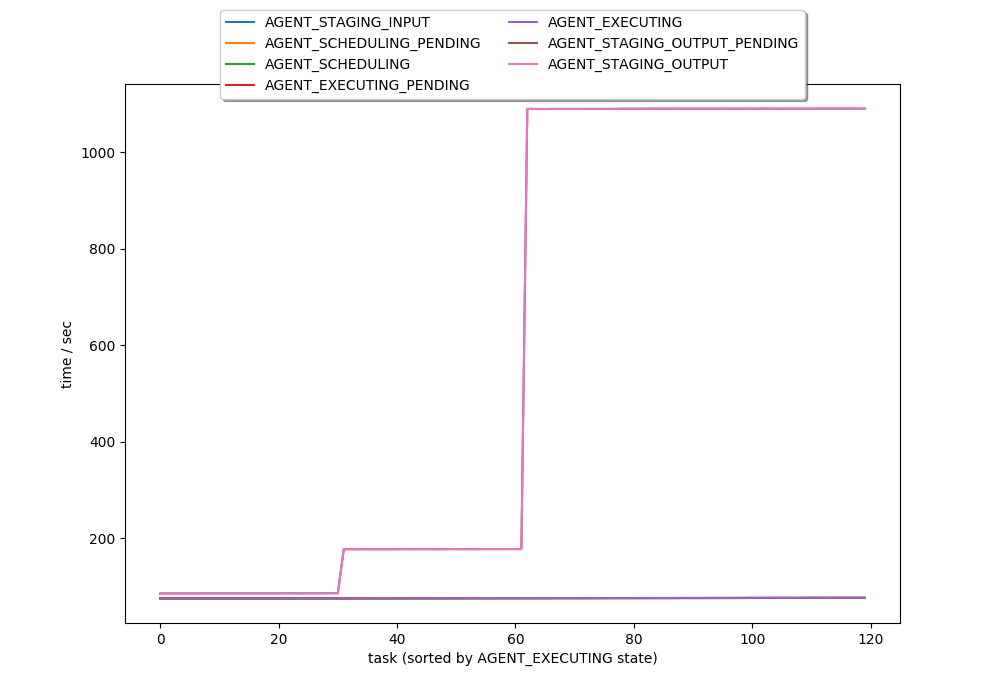 AGENT_STAGING_INPUT
AGENT_SCHEDULING_PENDING
AGENT_SCHEDULING
AGENT_EXECUTING_PENDING
AGENT_EXECUTING
AGENT_STAGING_OUTPUT_PENDING
AGENT_STAGING_OUTPUT
1000
800
600
400
200
time / sec
0 20 40 60 80 100 120
task (sorted by AGENT_EXECUTING state)